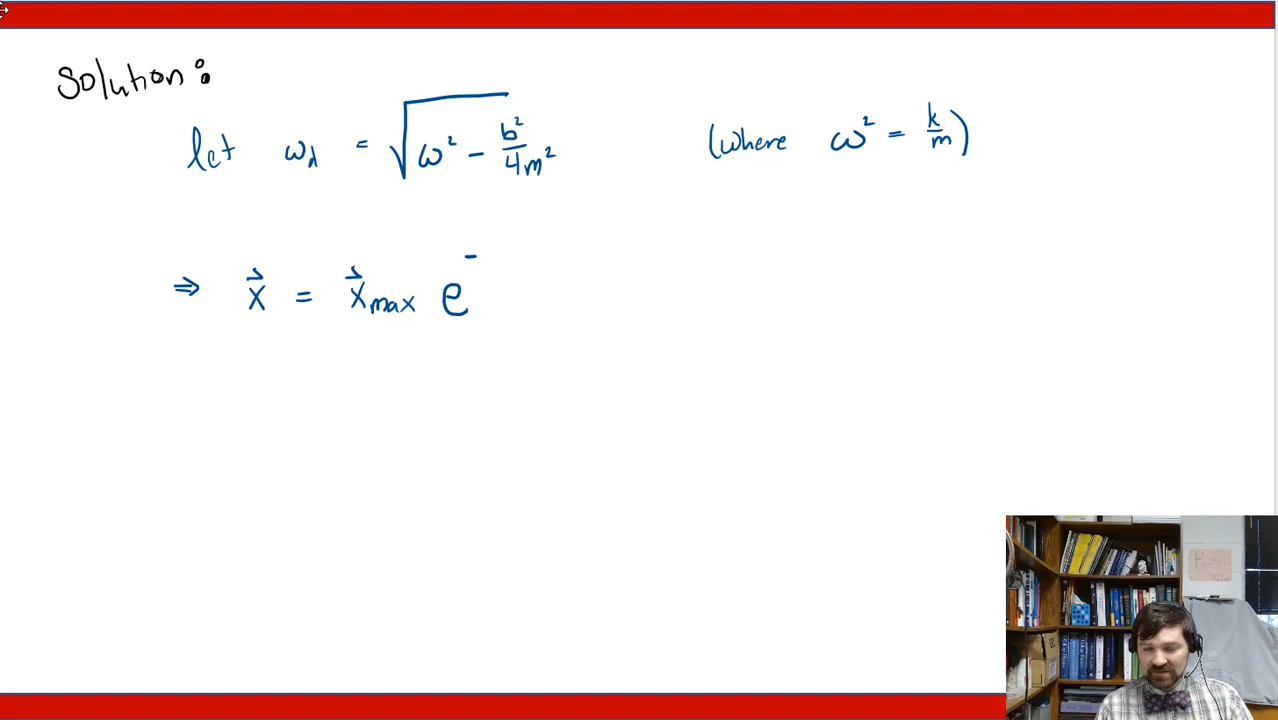 Solution:
let ω_d = √(ω² - b²/4m²) (where ω² = k/m)
⇒ x⃗ = x⃗_max e^-